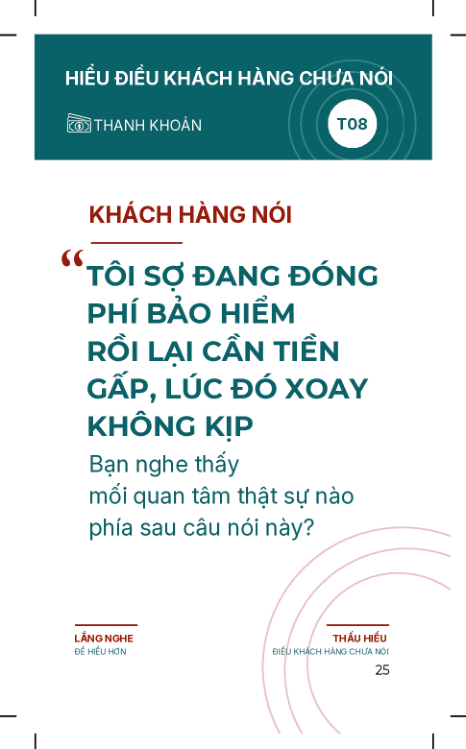 HIỂU ĐIỀU KHÁCH HÀNG CHƯA NÓI
THANH KHOẢN
T08
KHÁCH HÀNG NÓI
“TÔI SỢ ĐANG ĐÓNG
PHÍ BẢO HIỂM
RỒI LẠI CẦN TIỀN
GẤP, LÚC ĐÓ XOAY
KHÔNG KỊP
Bạn nghe thấy
mối quan tâm thật sự nào
phía sau câu nói này?
LẮNG NGHE
ĐỂ HIỂU HƠN
THẤU HIỂU
ĐIỀU KHÁCH HÀNG CHƯA NÓI
25